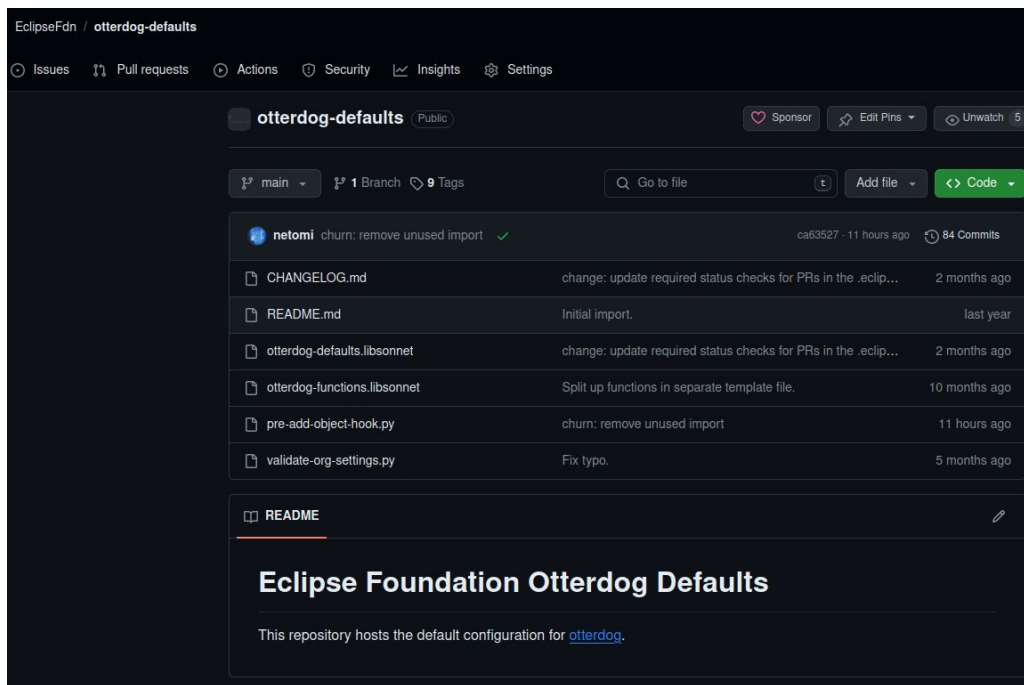 EclipseFdn / otterdog-defaults
Issues Pull requests Actions Security Insights Settings
otterdog-defaults Public Sponsor Edit Pins Unwatch 5
main 1 Branch 9 Tags Go to file t Add file Code
netomi churn: remove unused import ca63527 · 11 hours ago 84 Commits
CHANGELOG.md change: update required status checks for PRs in the .eclip... 2 months ago
README.md Initial import. last year
otterdog-defaults.libsonnet change: update required status checks for PRs in the .eclip... 2 months ago
otterdog-functions.libsonnet Split up functions in separate template file. 10 months ago
pre-add-object-hook.py churn: remove unused import 11 hours ago
validate-org-settings.py Fix typo. 5 months ago
README
Eclipse Foundation Otterdog Defaults
This repository hosts the default configuration for otterdog.